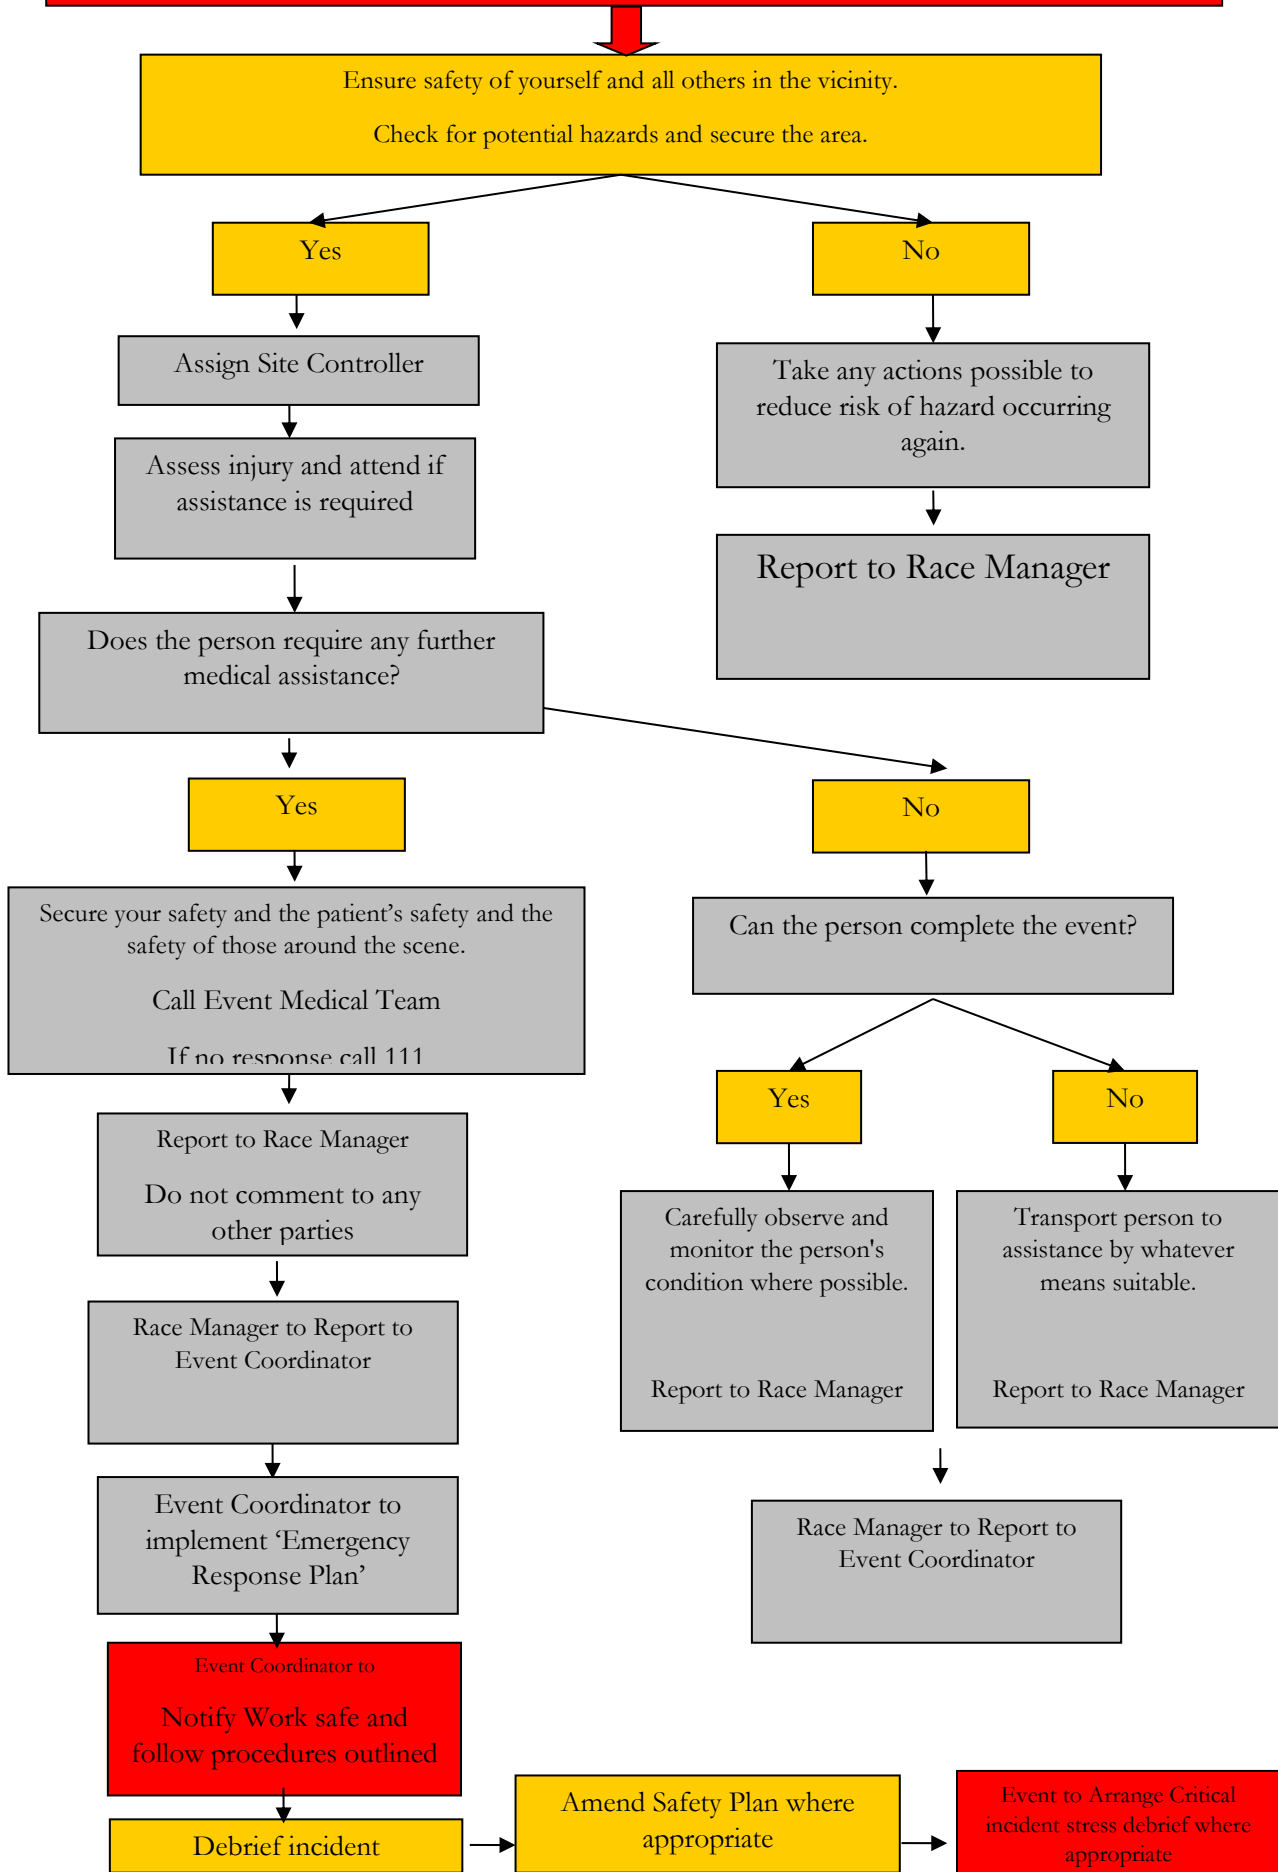 Ensure safety of yourself and all others in the vicinity.
Check for potential hazards and secure the area.
Yes
No
Assign Site Controller
Take any actions possible to
reduce risk of hazard occurring
again.
Assess injury and attend if
assistance is required
Report to Race Manager
Does the person require any further
medical assistance?
Yes
No
Secure your safety and the patient’s safety and the
safety of those around the scene.
Call Event Medical Team
If no response call 111
Can the person complete the event?
Yes
No
Report to Race Manager
Do not comment to any
other parties
Carefully observe and
monitor the person's
condition where possible.
Report to Race Manager
Transport person to
assistance by whatever
means suitable.
Report to Race Manager
Race Manager to Report to
Event Coordinator
Event Coordinator to
implement ‘Emergency
Response Plan’
Race Manager to Report to
Event Coordinator
Event Coordinator to
Notify Work safe and
follow procedures outlined
Debrief incident
Amend Safety Plan where
appropriate
Event to Arrange Critical
incident stress debrief where
appropriate